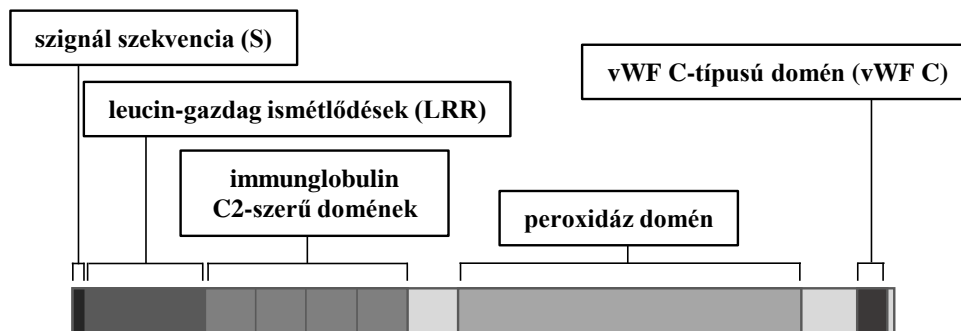 szignál szekvencia (S)
vWF C-típusú domén (vWF C)
leucin-gazdag ismétlődések (LRR)
immunglobulin
C2-szerű domének
peroxidáz domén